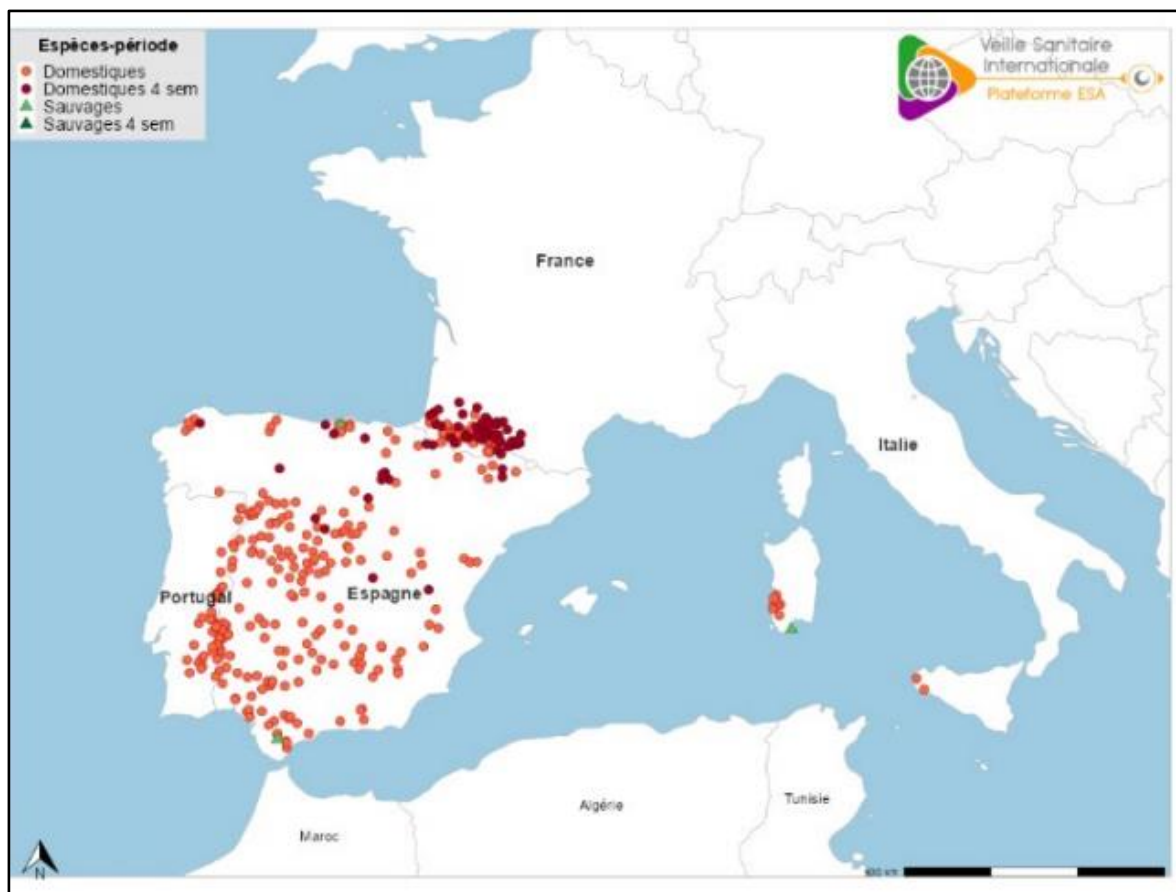 Espèces-période
Domestiques
Domestiques 4 sem
Sauvages
Sauvages 4 sem
Veille Sanitaire
Internationale
Plateforme ESA
France
Italie
Portugal
Espagne
Algérie
Tunisie
Maroc
N